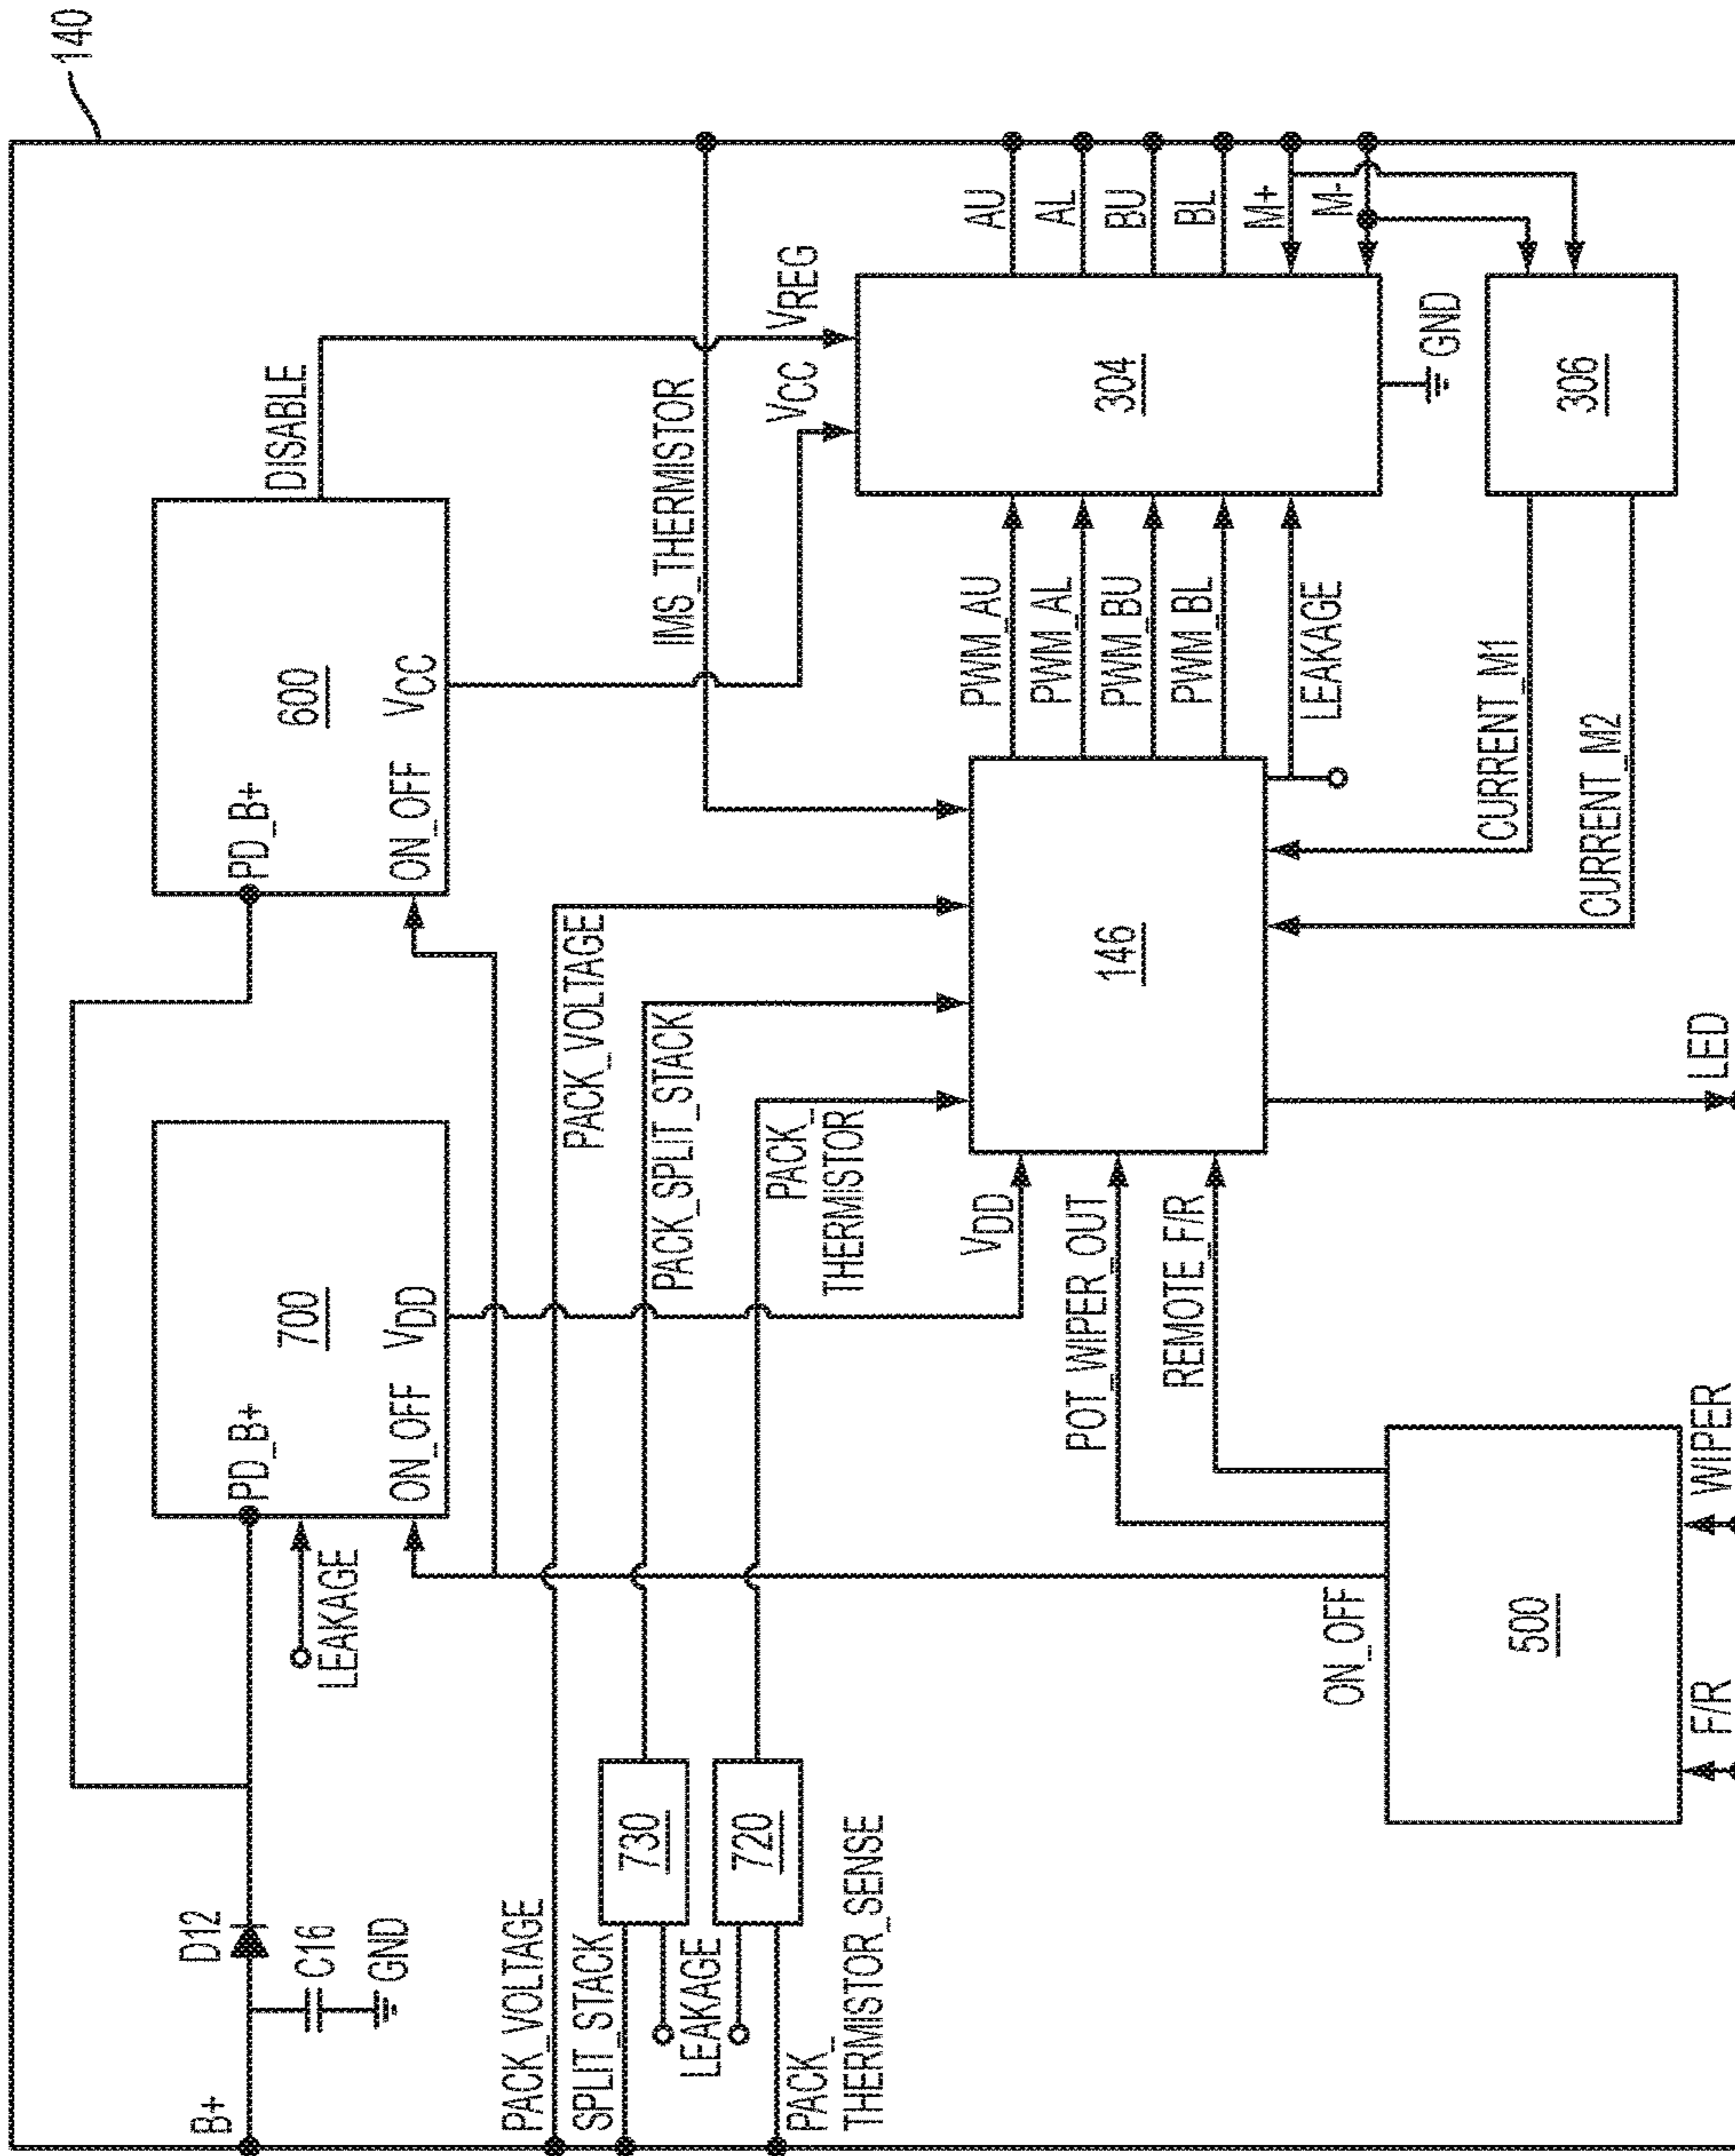 140
B+
D12
C16
GND
LEAKAGE
PD_B+
700
ON_OFF VDD
PD_B+
600
ON_OFF VCC
DISABLE
PACK_VOLTAGE
SPLIT_STACK
730
LEAKAGE
720
PACK_
THERMISTOR_SENSE
PACK_VOLTAGE
PACK_SPLIT_STACK
PACK_
THERMISTOR
IMS_THERMISTOR
VCC
VREG
VDD
POT_WIPER_OUT
REMOTE_F/R
146
PWM_AU
PWM_AL
PWM_BU
PWM_BL
LEAKAGE
304
AU
AL
BU
BL
M+
M-
GND
ON_OFF
500
F/R
WIPER
LED
CURRENT_M1
CURRENT_M2
306